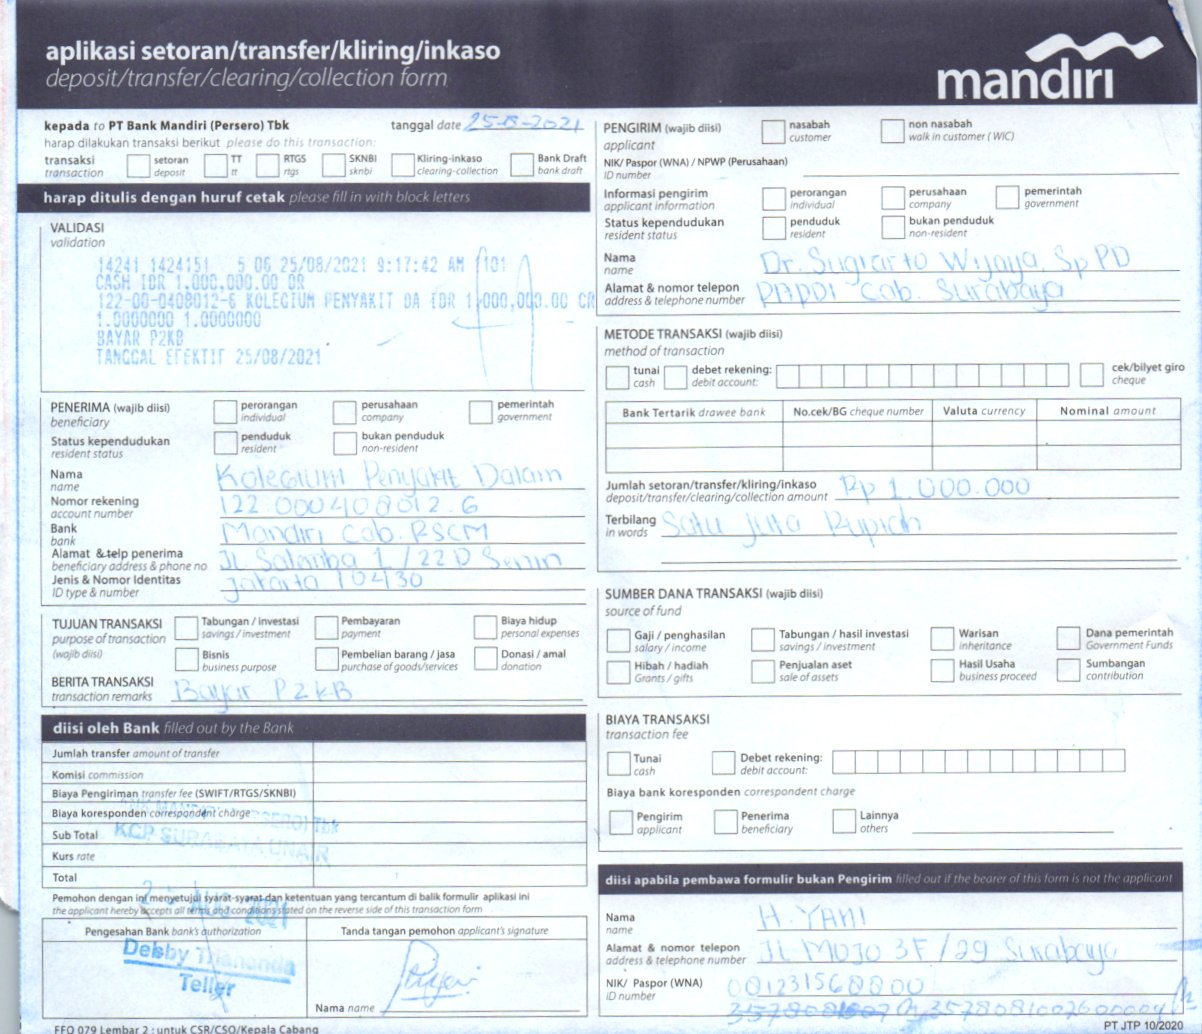 aplikasi setoran/transfer/kliring/inkaso
deposit/transfer/clearing/collection form
mandiri
kepada to PT Bank Mandiri (Persero) Tbk
tanggal date
harap dilakukan transaksi berikut please do this transaction:
transaksi transaction
setoran deposit
TT tt
RTGS rtgs
SKNBI sknbi
Kliring-inkaso clearing-collection
Bank Draft bank draft
harap ditulis dengan huruf cetak please fill in with block letters
VALIDASI
validation
14241 1424151 5 06 25/08/2021 9:17:42 AM 101
CASH IDR 1,000,000.00 DR
122-00-0408012-6 KOLEGIUM PENYAKIT DA IDR 1,000,000.00 CR
1.0000000 1.0000000
BAYAR P2KB
TANGGAL EFEKTIF 25/08/2021
PENERIMA (wajib diisi)
beneficiary
perorangan individual
perusahaan company
pemerintah government
Status kependudukan
resident status
penduduk resident
bukan penduduk non-resident
Nama
name
Kolegium Penyakit Dalam
Nomor rekening
account number
122.000408012.6
Bank
bank
Mandiri Cab. RSCM
Alamat & telp penerima
beneficiary address & phone no
Jl Salemba 1 / 22 D
Jenis & Nomor Identitas
ID type & number
Jakarta 10430
TUJUAN TRANSAKSI
purpose of transaction
(wajib diisi)
Tabungan / investasi savings / investment
Pembayaran payment
Biaya hidup personal expenses
Bisnis business purpose
Pembelian barang / jasa purchase of goods/services
Donasi / amal donation
BERITA TRANSAKSI
transaction remarks
Bayar P2KB
diisi oleh Bank filled out by the Bank
Jumlah transfer amount of transfer
Komisi commission
Biaya Pengiriman transfer fee (SWIFT/RTGS/SKNBI)
Biaya koresponden correspondent charge
Sub Total
Kurs rate
Total
KCP SURABAYA UNAIR
Pemohon dengan ini menyetujui syarat-syarat dan ketentuan yang tercantum di balik formulir aplikasi ini
the applicant hereby accepts all terms and conditions stated on the reverse side of this transaction form
2021
Pengesahan Bank bank's authorization
Tanda tangan pemohon applicant's signature
Debby
Teller
Nama name
FFO 079 Lembar 2 : untuk CSR/CSO/Kepala Cabang
PENGIRIM (wajib diisi)
applicant
nasabah customer
non nasabah walk in customer ( WIC)
NIK/ Paspor (WNA) / NPWP (Perusahaan)
ID number
Informasi pengirim
applicant information
perorangan individual
perusahaan company
pemerintah government
Status kependudukan
resident status
penduduk resident
bukan penduduk non-resident
Nama
name
Dr. Sugiarto Wijaya, SpPD
Alamat & nomor telepon
address & telephone number
PAPDI Cab. Surabaya
METODE TRANSAKSI (wajib diisi)
method of transaction
tunai cash
debet rekening: debit account:
cek/bilyet giro cheque
Bank Tertarik drawee bank
No.cek/BG cheque number
Valuta currency
Nominal amount
Jumlah setoran/transfer/kliring/inkaso
deposit/transfer/clearing/collection amount
Rp 1.000.000
Terbilang
in words
Satu Juta Rupiah
SUMBER DANA TRANSAKSI (wajib diisi)
source of fund
Gaji / penghasilan salary / income
Tabungan / hasil investasi savings / investment
Warisan inheritance
Dana pemerintah Government Funds
Hibah / hadiah Grants / gifts
Penjualan aset sale of assets
Hasil Usaha business proceed
Sumbangan contribution
BIAYA TRANSAKSI
transaction fee
Tunai cash
Debet rekening: debit account:
Biaya bank koresponden correspondent charge
Pengirim applicant
Penerima beneficiary
Lainnya others
diisi apabila pembawa formulir bukan Pengirim filled out if the bearer of this form is not the applicant
Nama
name
H. YANI
Alamat & nomor telepon
address & telephone number
JL MOJO 3F / 29 Surabaya
NIK/ Paspor (WNA)
ID number
PT JTP 10/2020